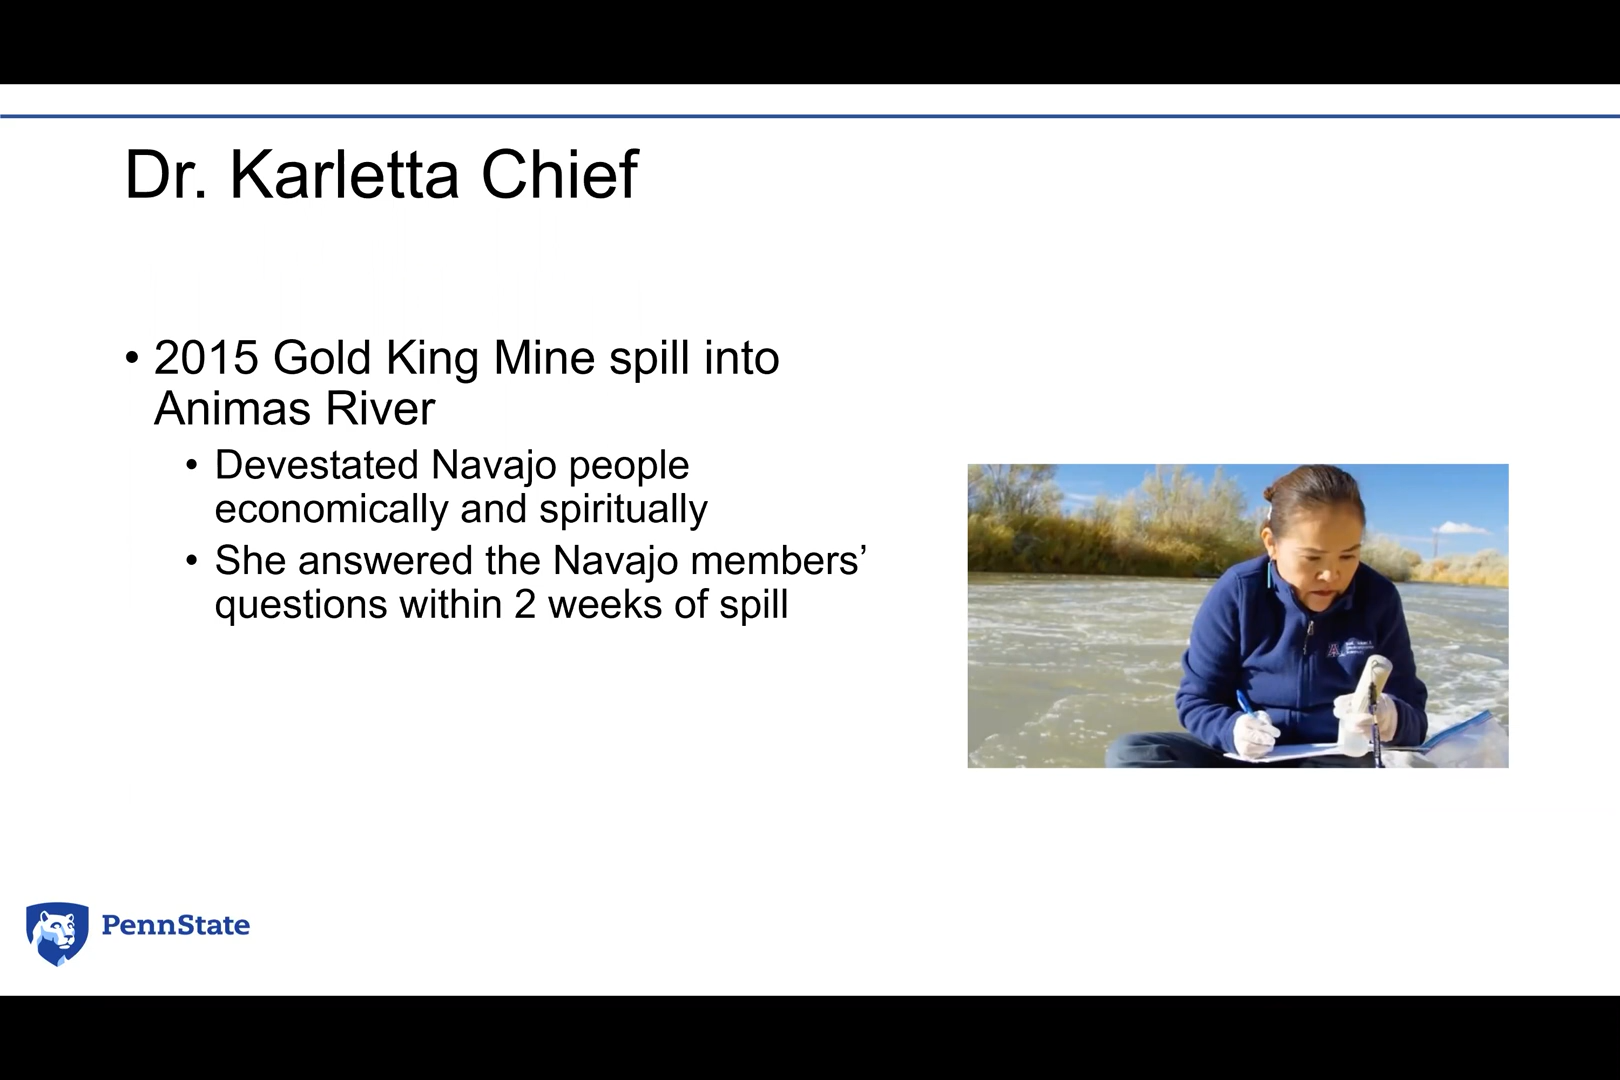 Dr. Karletta Chief
• 2015 Gold King Mine spill into
Animas River
• Devestated Navajo people
economically and spiritually
• She answered the Navajo members’
questions within 2 weeks of spill
PennState